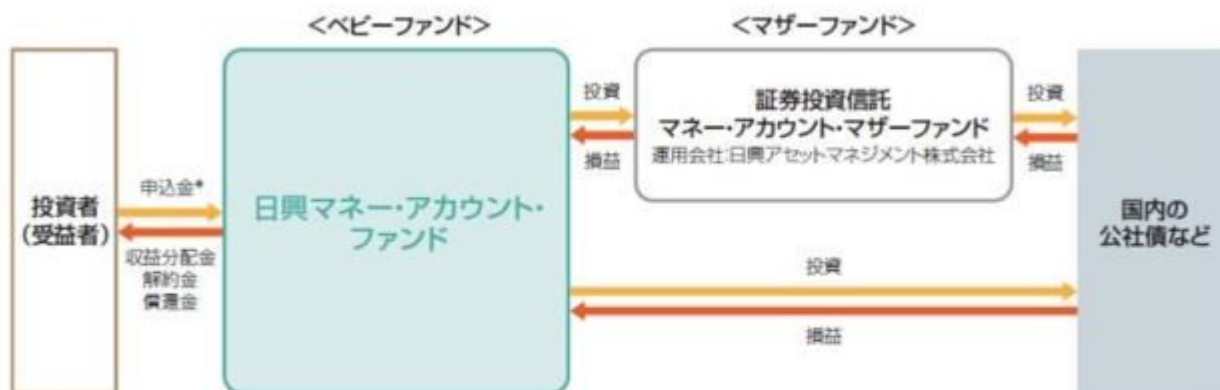 <ベビーファンド>
<マザーファンド>
投資者
(受益者)
申込金*
収益分配金
解約金
償還金
日興マネー・アカウント・
ファンド
投資
損益
証券投資信託
マネー・アカウント・マザーファンド
運用会社:日興アセットマネジメント株式会社
投資
損益
投資
損益
国内の
公社債など